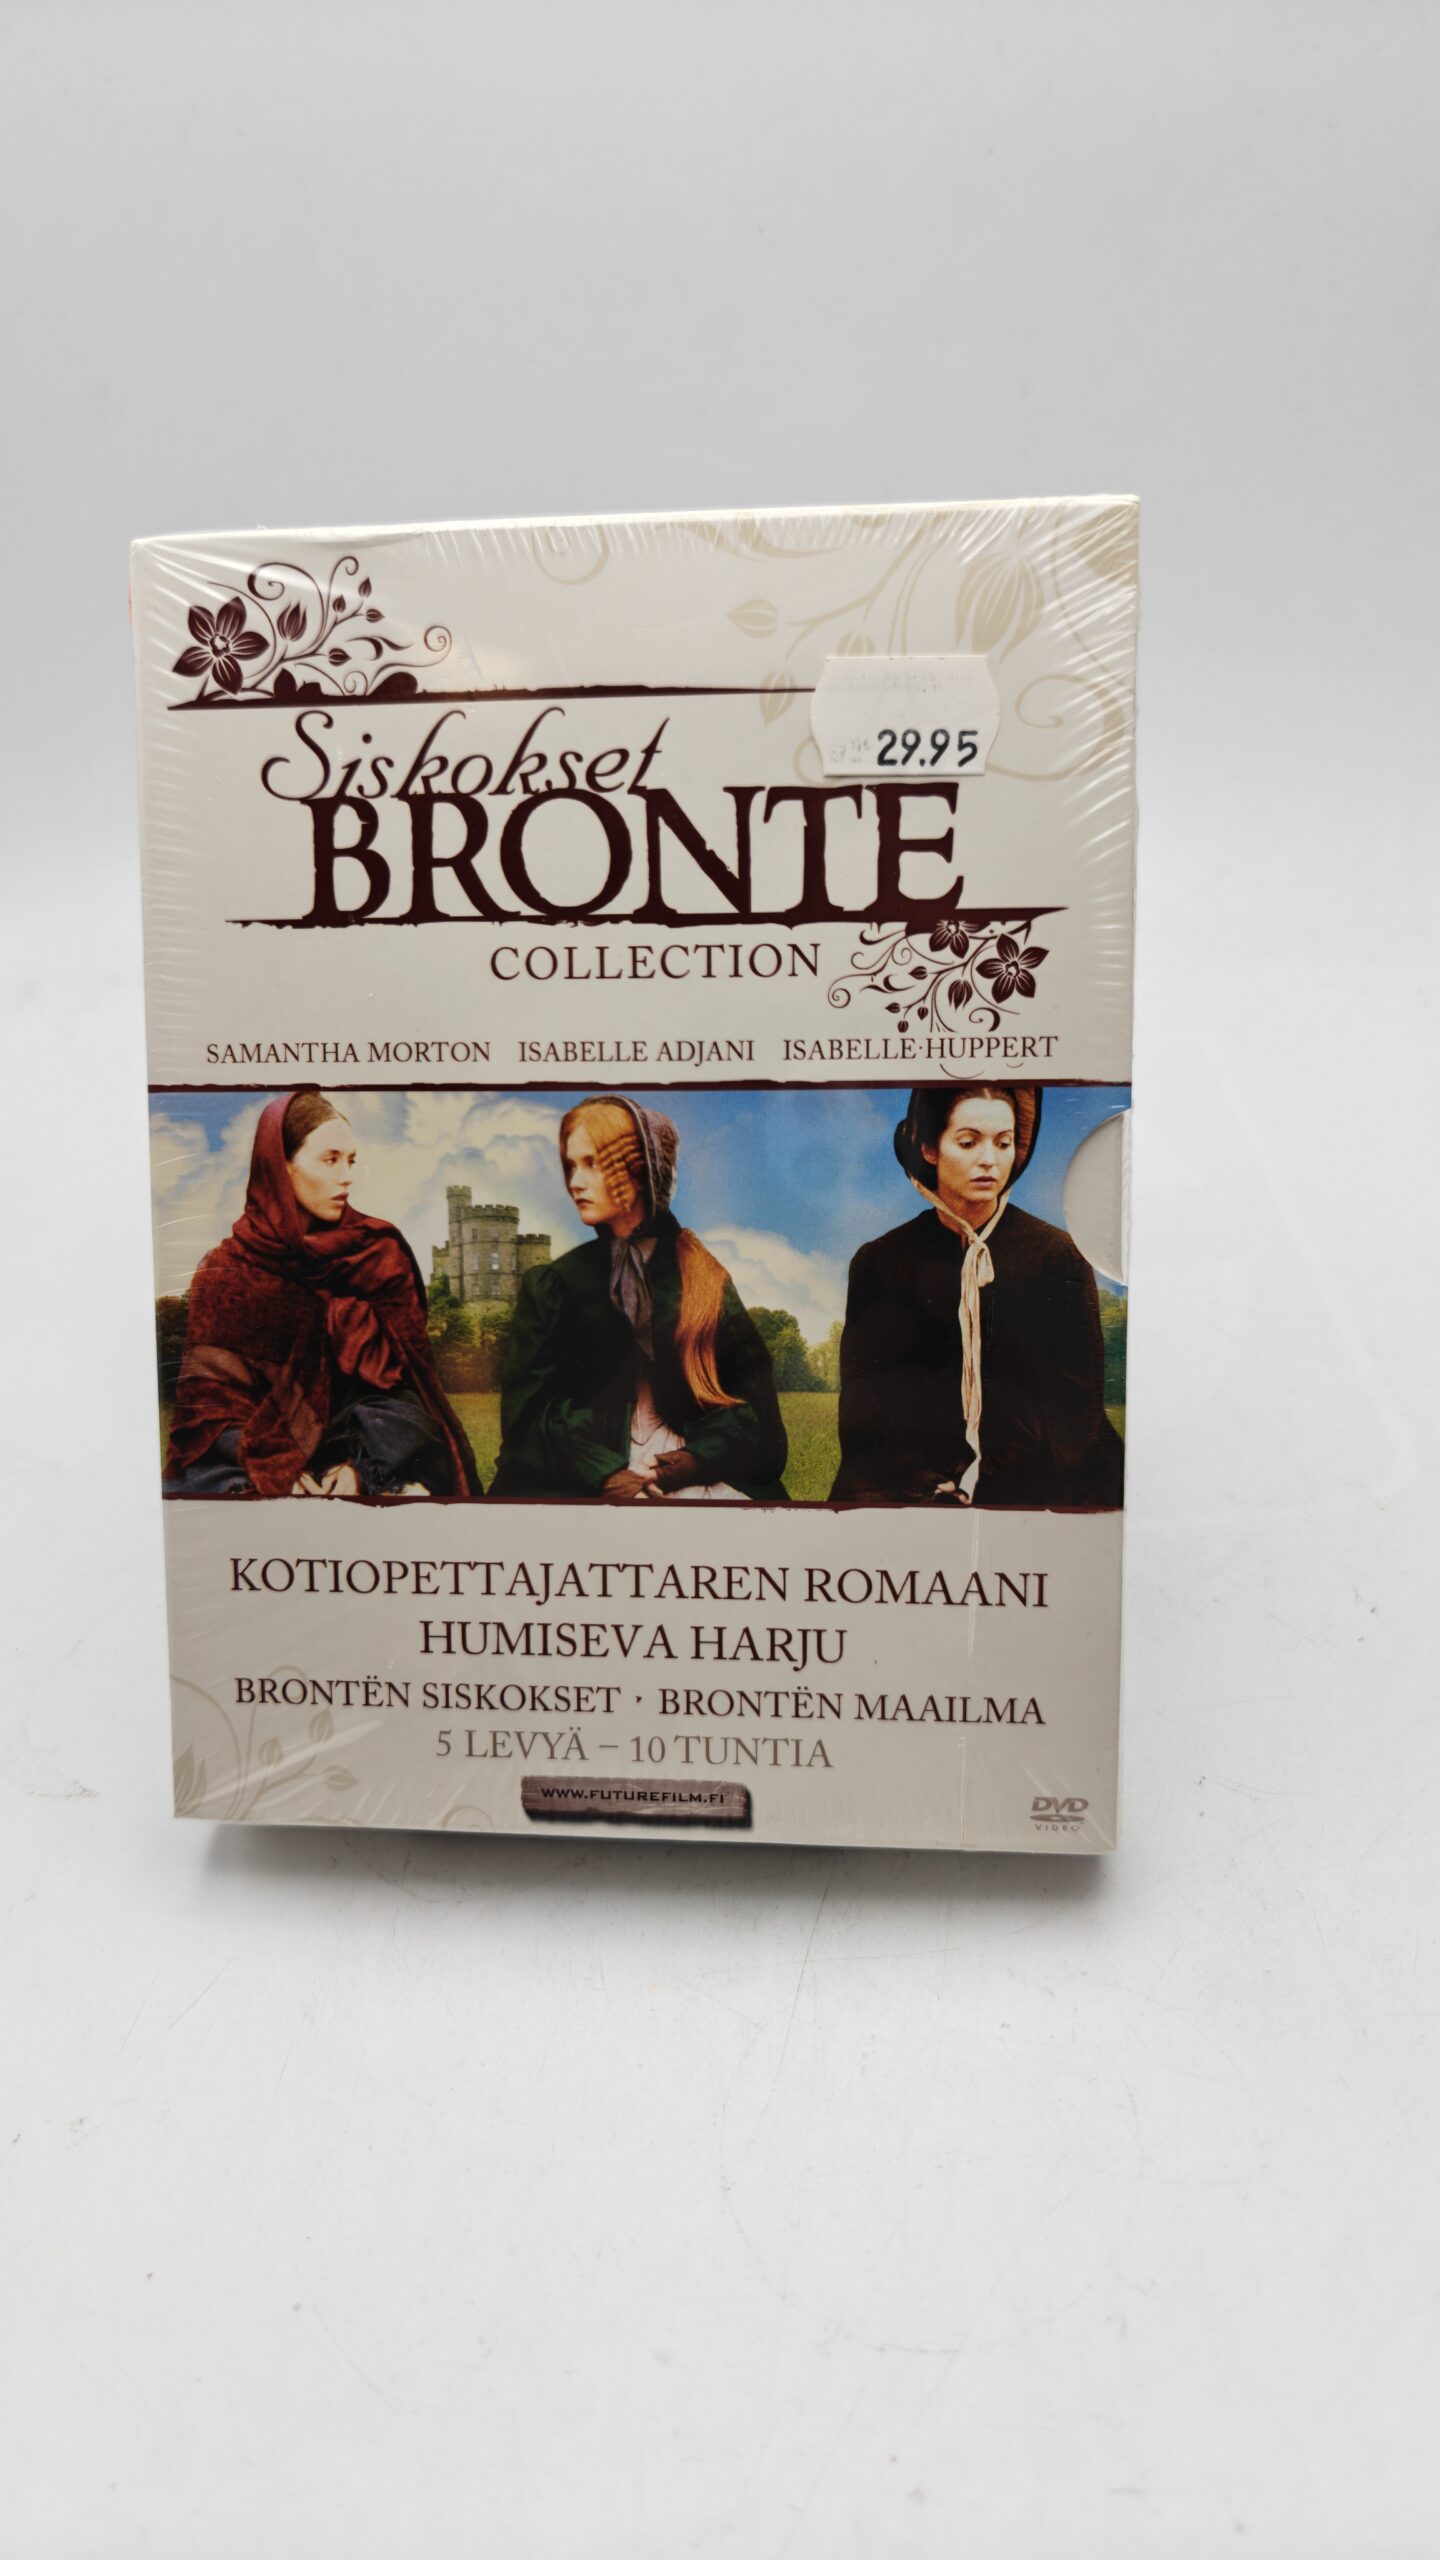 29.95
Siskokset
BRONTE
COLLECTION
SAMANTHA MORTON ISABELLE ADJANI ISABELLE HUPPERT
KOTIOPETTAJATTAREN ROMAANI
HUMISEVA HARJU
BRONTËN SISKOKSET · BRONTËN MAAILMA
5 LEVYÄ – 10 TUNTIA
WWW.FUTUREFILM.FI
DVD
VIDEO